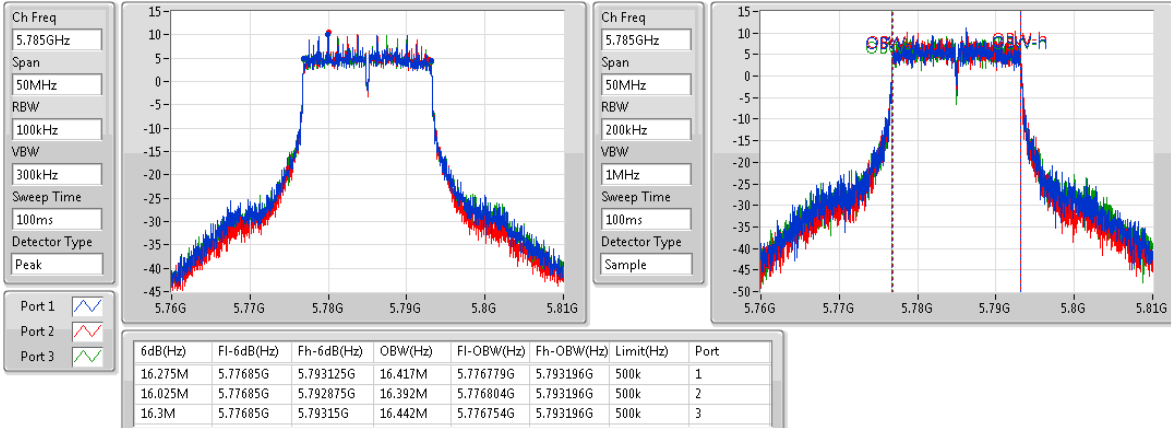 Ch Freq
5.785GHz
Span
50MHz
RBW
100kHz
VBW
300kHz
Sweep Time
100ms
Detector Type
Peak
Port 1
Port 2
Port 3
15
10
5
0
-5
-10
-15
-20
-25
-30
-35
-40
-45
5.76G 5.77G 5.78G 5.79G 5.8G 5.81G
Ch Freq
5.785GHz
Span
50MHz
RBW
200kHz
VBW
1MHz
Sweep Time
100ms
Detector Type
Sample
15
10
5
0
-5
-10
-15
-20
-25
-30
-35
-40
-45
-50
5.76G 5.77G 5.78G 5.79G 5.8G 5.81G
OBW-h
6dB(Hz) Fl-6dB(Hz) Fh-6dB(Hz) OBW(Hz) Fl-OBW(Hz) Fh-OBW(Hz) Limit(Hz) Port
16.275M 5.77685G 5.793125G 16.417M 5.776779G 5.793196G 500k 1
16.025M 5.77685G 5.792875G 16.392M 5.776804G 5.793196G 500k 2
16.3M 5.77685G 5.79315G 16.442M 5.776754G 5.793196G 500k 3